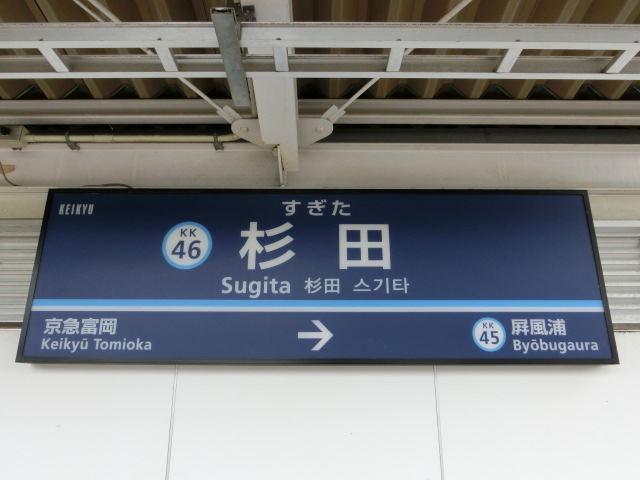 KEIKYU
すぎた
KK
46
杉田
Sugita 杉田 스기타
京急富岡
Keikyū Tomioka
→
KK
45
屛風浦
Byōbugaura